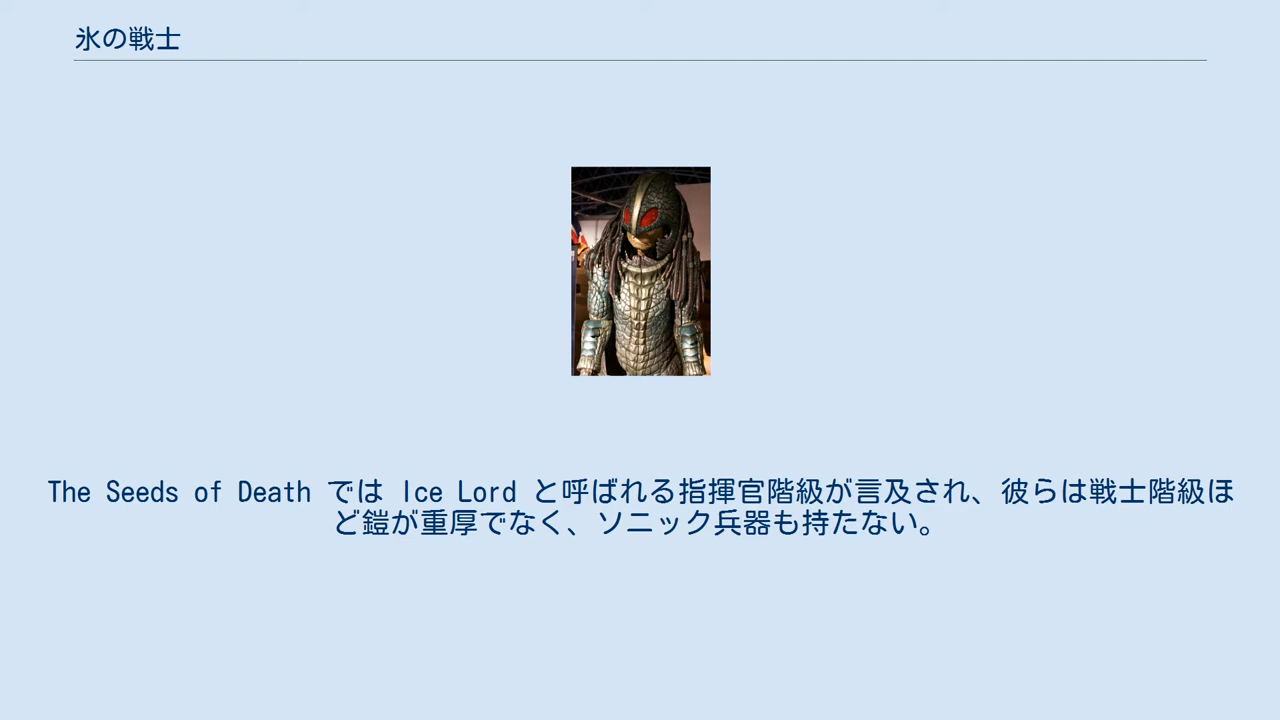 氷の戦士
The Seeds of Death では Ice Lord と呼ばれる指揮官階級が言及され、彼らは戦士階級ほ
ど鎧が重厚でなく、ソニック兵器も持たない。